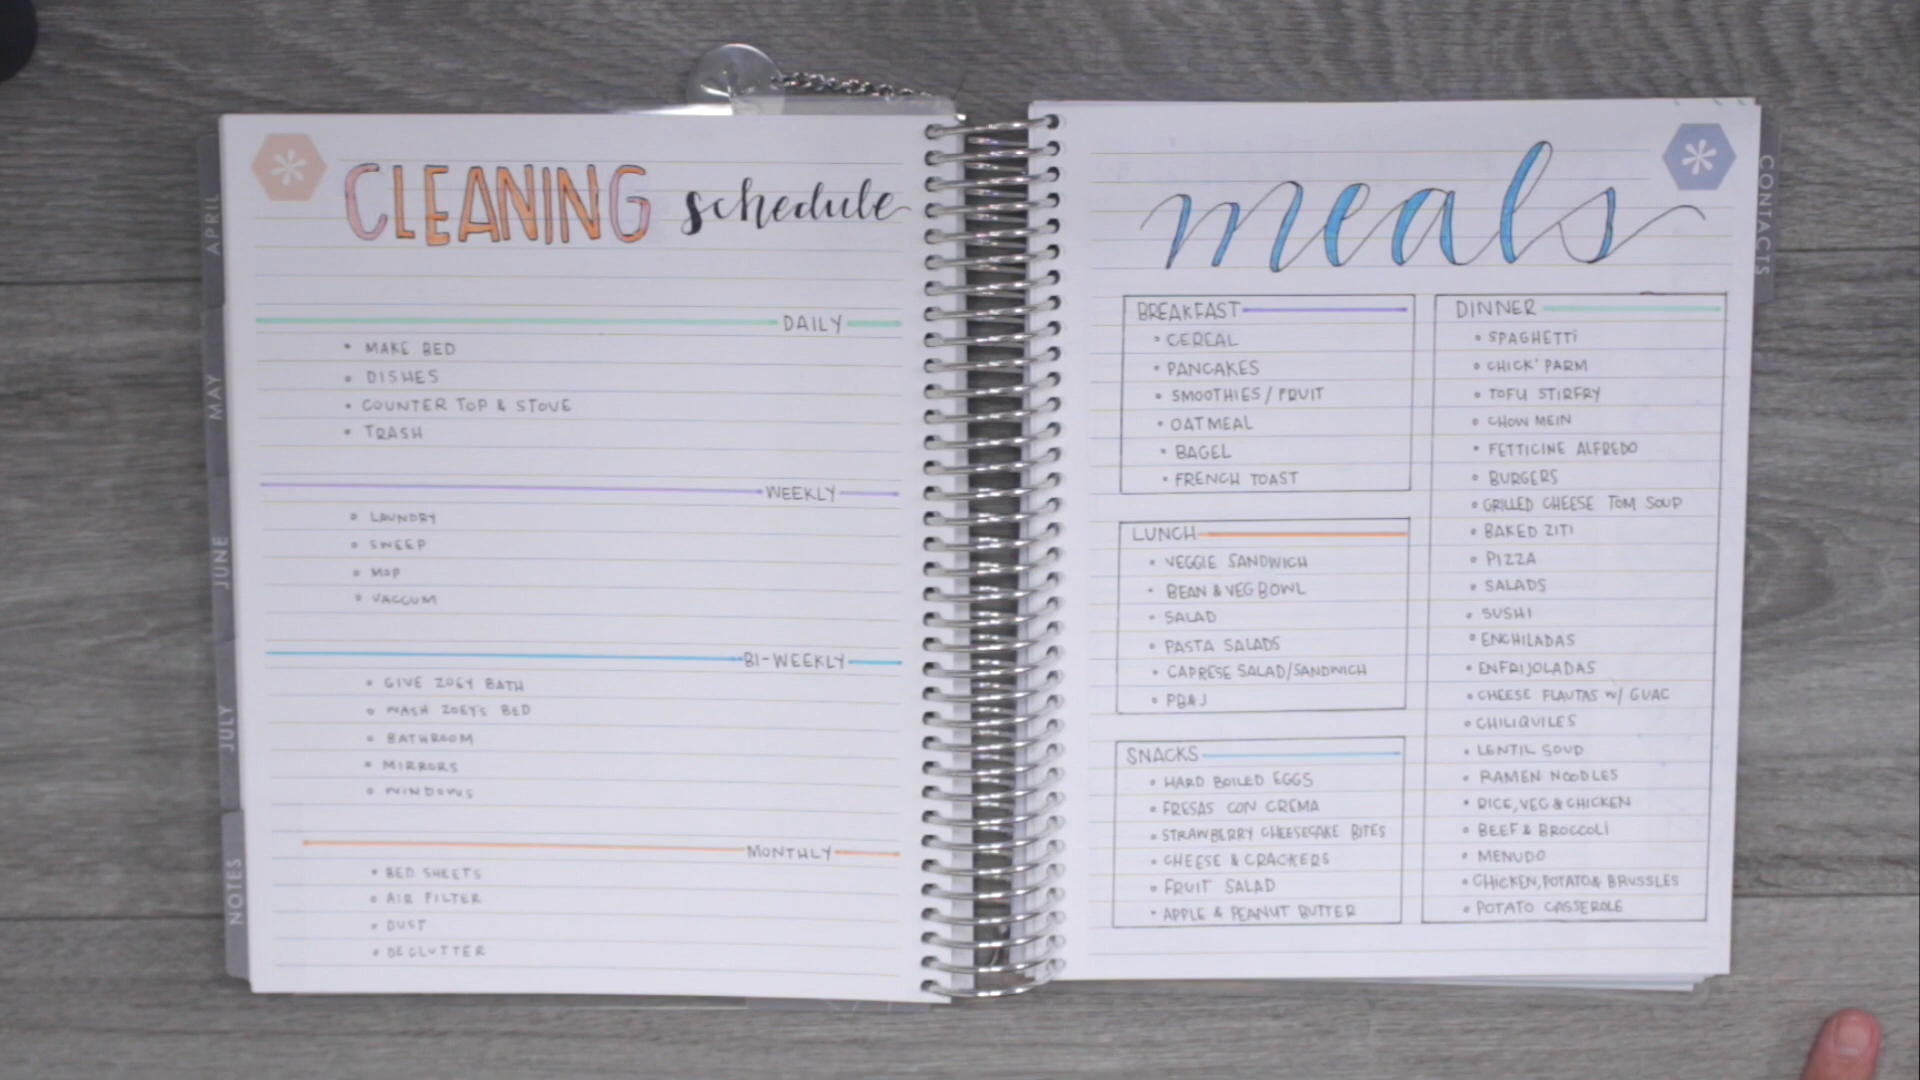 CLEANING schedule
DAILY
• MAKE BED
• DISHES
• COUNTER TOP & STOVE
• TRASH
WEEKLY
• LAUNDRY
• SWEEP
• MOP
• VACCUM
BI-WEEKLY
• GIVE ZOEY BATH
• WASH ZOEY'S BED
• BATHROOM
• MIRRORS
• WINDOWS
MONTHLY
• BED SHEETS
• AIR FILTER
• DUST
• DECLUTTER
APRIL
MAY
JUNE
JULY
NOTES
meals
BREAKFAST
• CEREAL
• PANCAKES
• SMOOTHIES / FRUIT
• OATMEAL
• BAGEL
• FRENCH TOAST
LUNCH
• VEGGIE SANDWICH
• BEAN & VEG BOWL
• SALAD
• PASTA SALADS
• CAPRESE SALAD/SANDWICH
• PB&J
SNACKS
• HARD BOILED EGGS
• FRESAS CON CREMA
• STRAWBERRY CHEESECAKE BITES
• CHEESE & CRACKERS
• FRUIT SALAD
• APPLE & PEANUT BUTTER
DINNER
• SPAGHETTI
• CHICK' PARM
• TOFU STIRFRY
• CHOW MEIN
• FETTICINE ALFREDO
• BURGERS
• GRILLED CHEESE TOM SOUP
• BAKED ZITI
• PIZZA
• SALADS
• SUSHI
• ENCHILADAS
• ENFRIJOLADAS
• CHEESE FLAUTAS W/ GUAC
• CHILIQUILES
• LENTIL SOUP
• RAMEN NOODLES
• RICE, VEG & CHICKEN
• BEEF & BROCCOLI
• MENUDO
• CHICKEN, POTATO & BRUSSLES
• POTATO CASSEROLE
CONTACTS